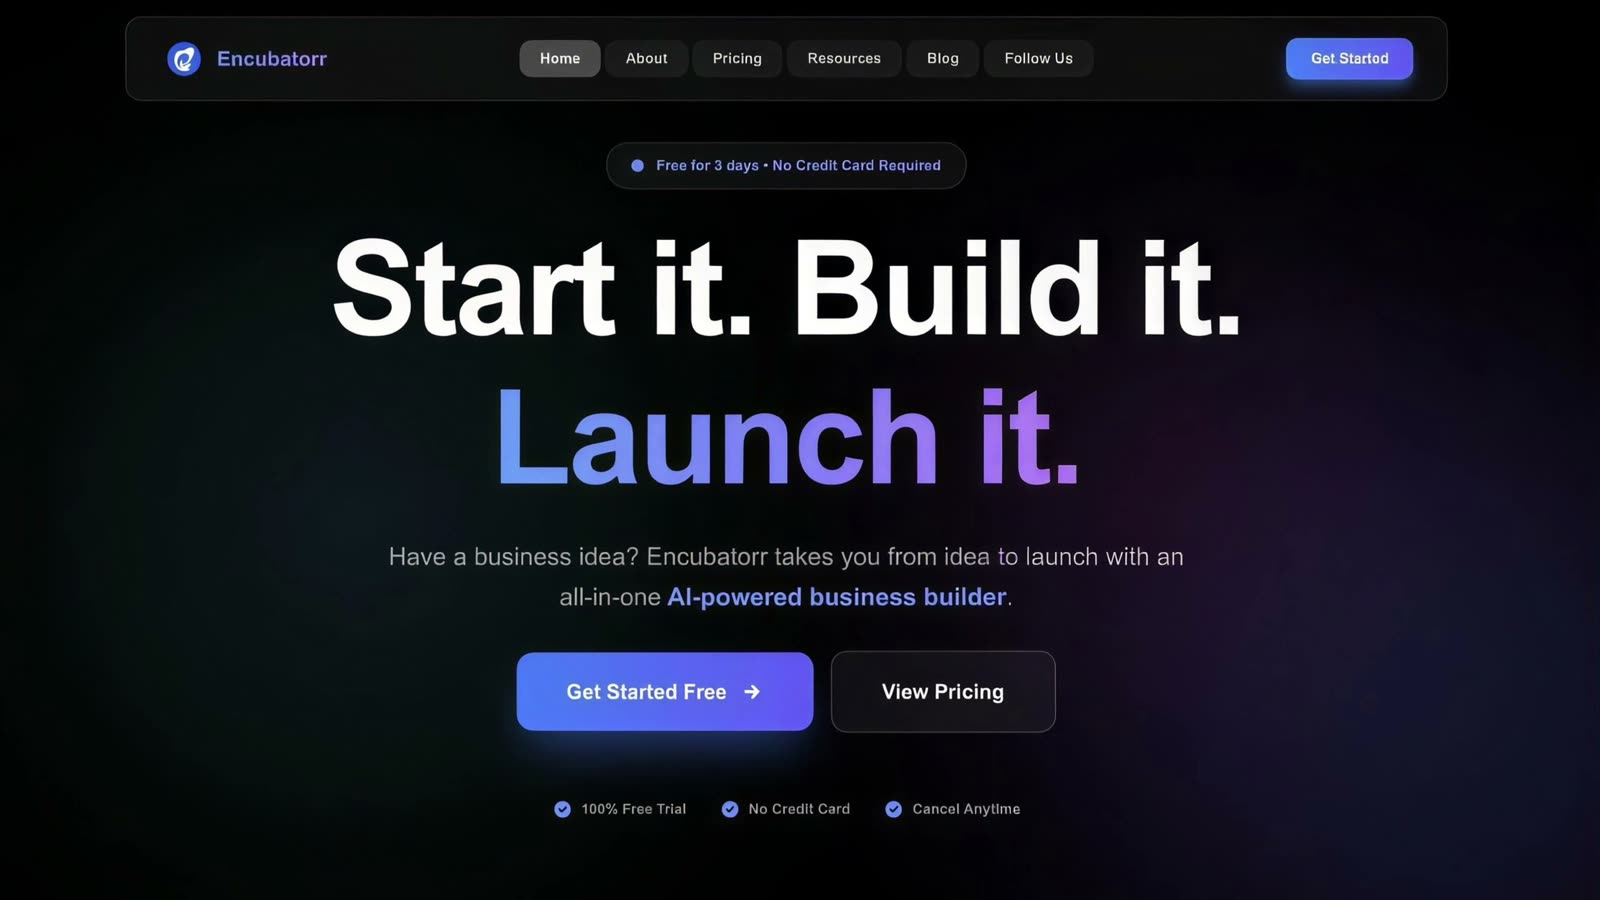 Encubatorr
Home
About
Pricing
Resources
Blog
Follow Us
Get Startod
Free for 3 days • No Credit Card Required
Start it. Build it.
Launch it.
Have a business idea? Encubatorr takes you from idea to launch with an
all-in-one AI-powered business builder.
Get Started Free →
View Pricing
100% Free Trial
No Credit Card
Cancel Anytime